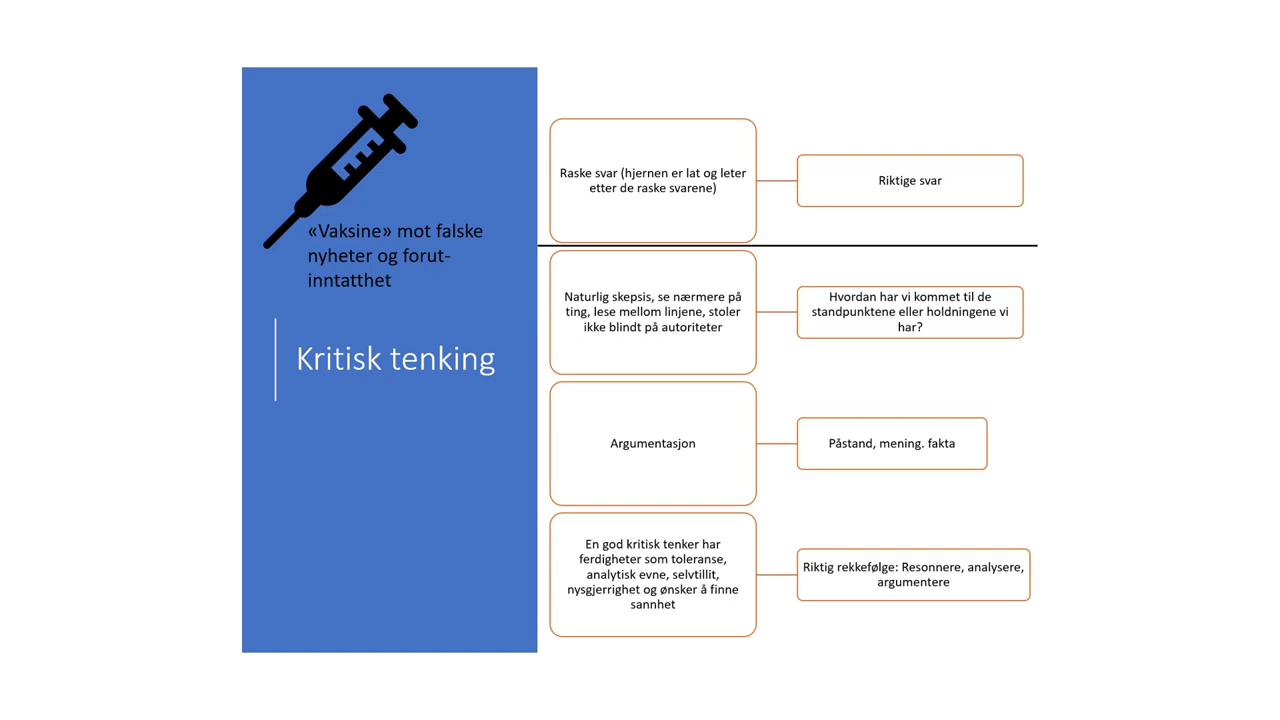 «Vaksine» mot falske
nyheter og forut-
inntatthet
Kritisk tenking
Raske svar (hjernen er lat og leter
etter de raske svarene)
Riktige svar
Naturlig skepsis, se nærmere på
ting, lese mellom linjene, stoler
ikke blindt på autoriteter
Hvordan har vi kommet til de
standpunktene eller holdningene vi
har?
Argumentasjon
Påstand, mening. fakta
En god kritisk tenker har
ferdigheter som toleranse,
analytisk evne, selvtillit,
nysgjerrighet og ønsker å finne
sannhet
Riktig rekkefølge: Resonnere, analysere,
argumentere